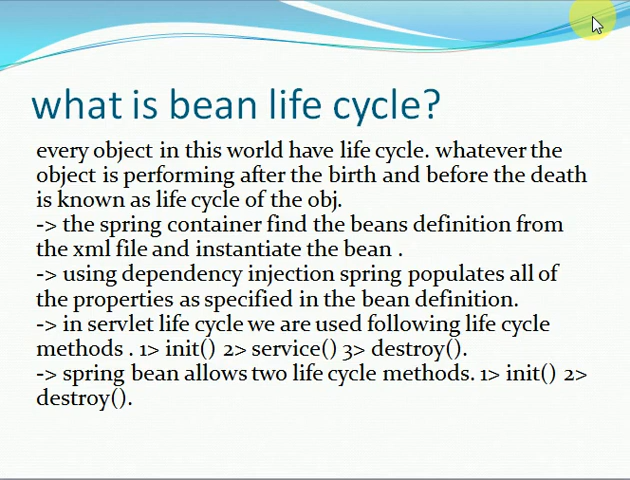 what is bean life cycle?
every object in this world have life cycle. whatever the
object is performing after the birth and before the death
is known as life cycle of the obj.
-> the spring container find the beans definition from
the xml file and instantiate the bean .
-> using dependency injection spring populates all of
the properties as specified in the bean definition.
-> in servlet life cycle we are used following life cycle
methods . 1> init() 2> service() 3> destroy().
-> spring bean allows two life cycle methods. 1> init() 2>
destroy().